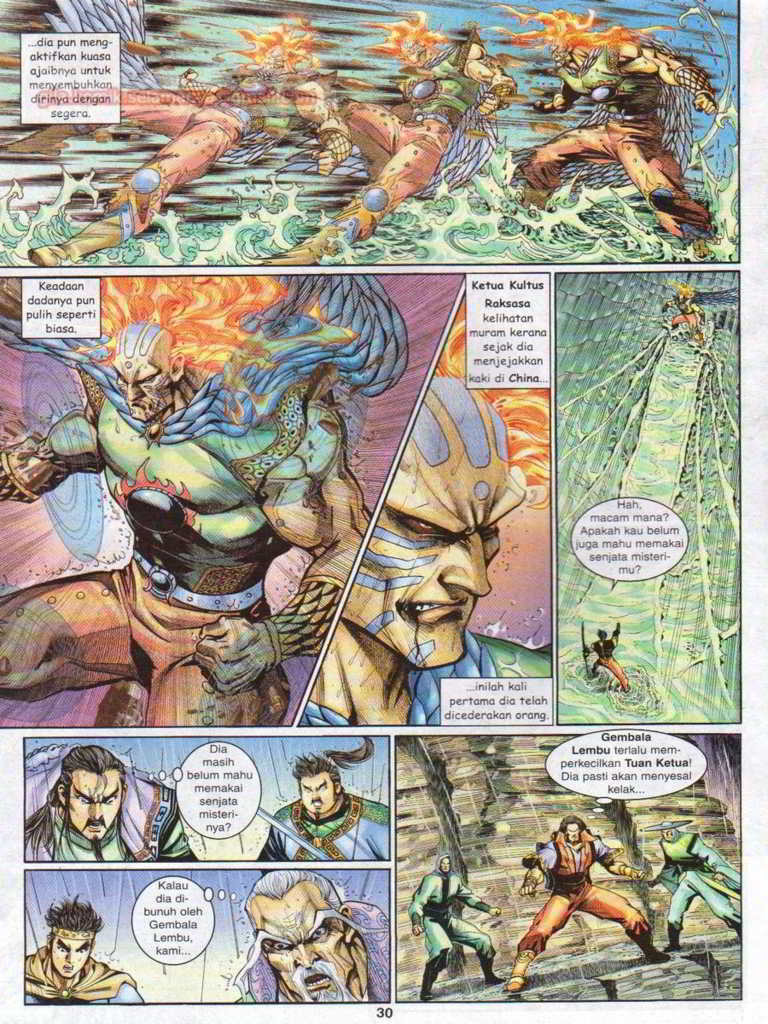 ...dia pun meng-
aktifkan kuasa
ajaibnya untuk
menyembuhkan
dirinya dengan
segera.
Keadaan
dadanya pun
pulih seperti
biasa.
Ketua Kultus
Raksasa
kelihatan
muram kerana
sejak dia
menjejakkan
kaki di China...
...inilah kali
pertama dia telah
dicederakan orang.
Hah,
macam mana?
Apakah kau belum
juga mahu memakai
senjata misteri-
mu?
Dia
masih
belum mahu
memakai
senjata
misteri-
nya?
Kalau
dia di-
bunuh oleh
Gembala
Lembu,
kami...
Gembala
Lembu terlalu mem-
perkecilkan Tuan Ketua!
Dia pasti akan menyesal
kelak...
30